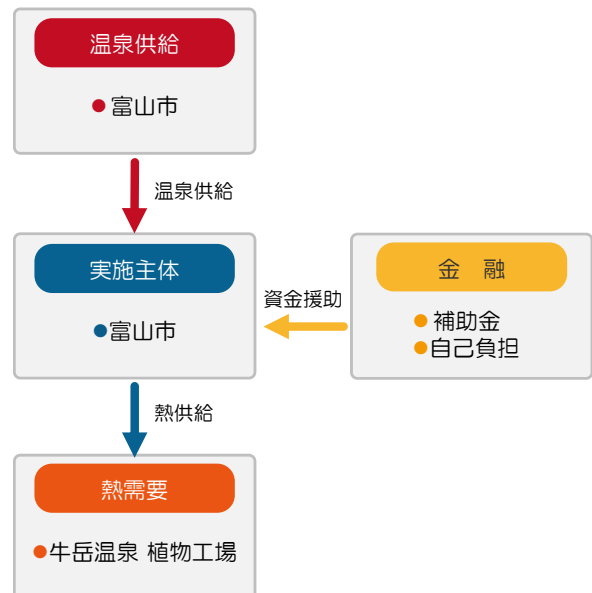 温泉供給
●富山市
温泉供給
実施主体
●富山市
資金援助
金　融
●補助金
●自己負担
熱供給
熱需要
●牛岳温泉 植物工場